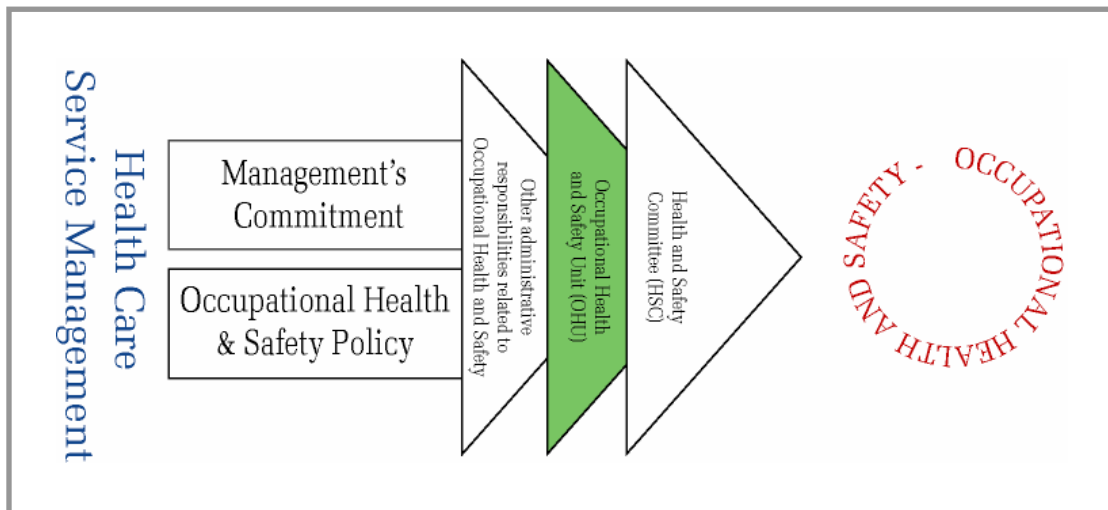 Health Care
Service Management
Management's
Commitment
Occupational Health
& Safety Policy
Other administrative
responsibilities related to
Occupational Health and Safety
Occupational Health
and Safety Unit (OHU)
Health and Safety
Committee (HSC)
OCCUPATIONAL HEALTH AND SAFETY -